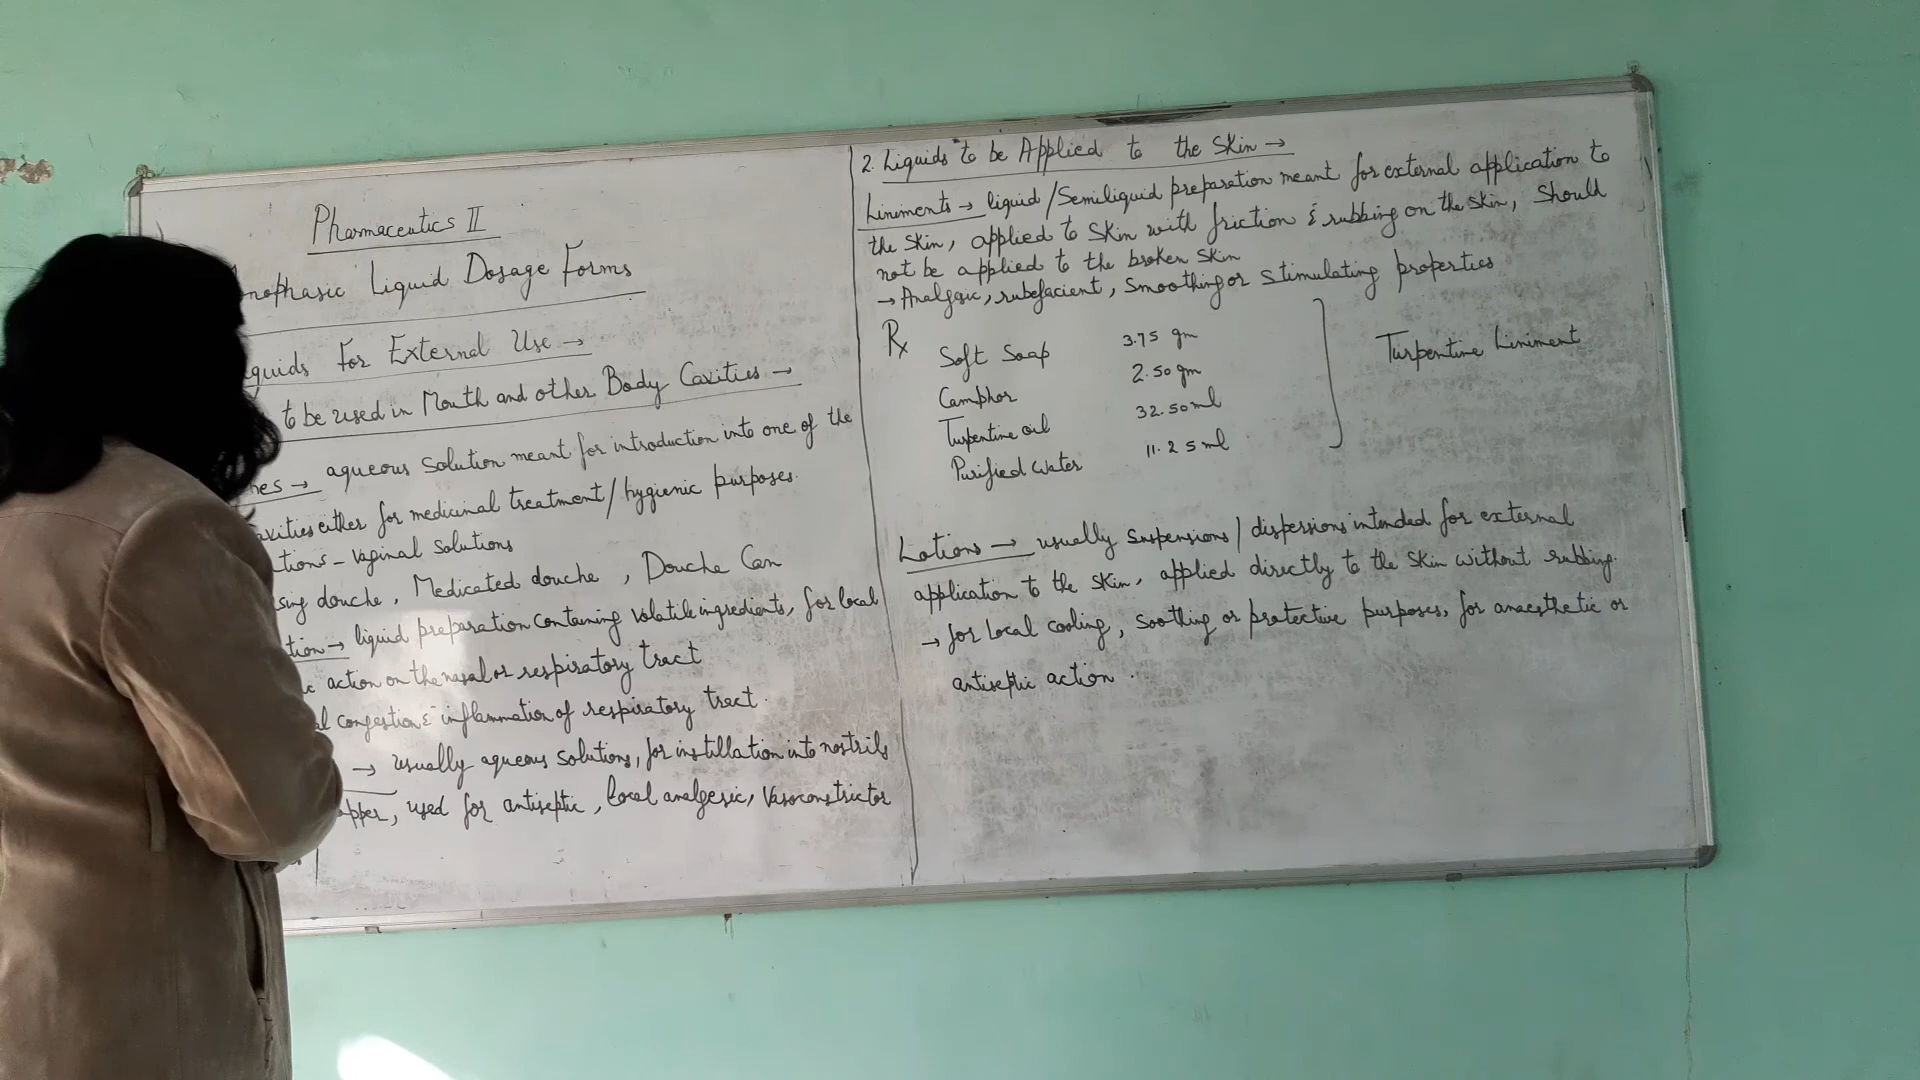 Pharmaceutics II
nophasic Liquid Dosage Forms
quids For External Use →
to be used in Mouth and other Body Cavities →
hes → aqueous solution meant for introduction into one of the
avities either for medicinal treatment/hygienic purposes.
tions - vaginal solutions
sing douche, Medicated douche, Douche Can
tion → liquid preparation containing volatile ingredients, for local
ic action on the nasal or respiratory tract
al congestion & inflammation of respiratory tract.
→ usually aqueous solutions, for instillation into nostrils
opper, used for antiseptic, local analgesic, Vasoconstrictor
2. Liquids to be Applied to the Skin →
Liniments → liquid/Semiliquid preparation meant for external application to
the skin, applied to skin with friction & rubbing on the skin, Should
not be applied to the broken skin
→ Analgesic, rubefacient, Smoothing or Stimulating properties
Rx
Soft Soap 3.75 gm
Camphor 2.50 gm
Turpentine oil 32.50 ml
Purified water 11.25 ml
Turpentine Liniment
Lotions → usually suspensions/dispersions intended for external
application to the skin, applied directly to the skin without rubbing.
→ for local cooling, soothing or protective purposes, for anaesthetic or
antiseptic action.